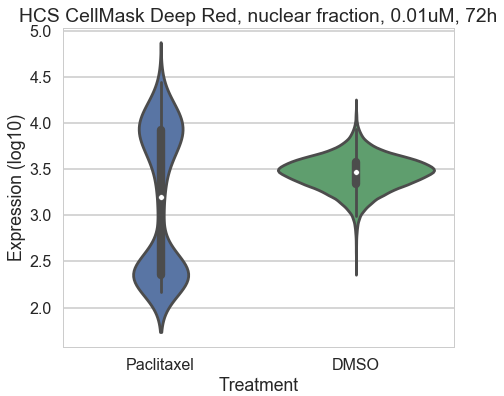 HCS CellMask Deep Red, nuclear fraction, 0.01uM, 72h
5.0
4.5
4.0
3.5
3.0
2.5
2.0
Expression (log10)
Paclitaxel DMSO
Treatment